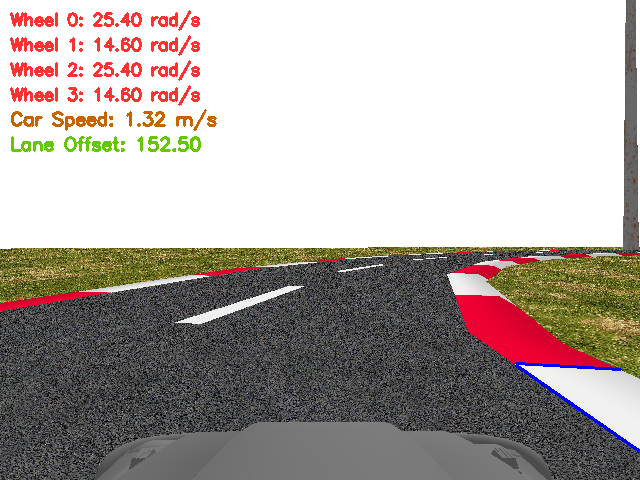 Wheel 0: 25.40 rad/s
Wheel 1: 14.60 rad/s
Wheel 2: 25.40 rad/s
Wheel 3: 14.60 rad/s
Car Speed: 1.32 m/s
Lane Offset: 152.50